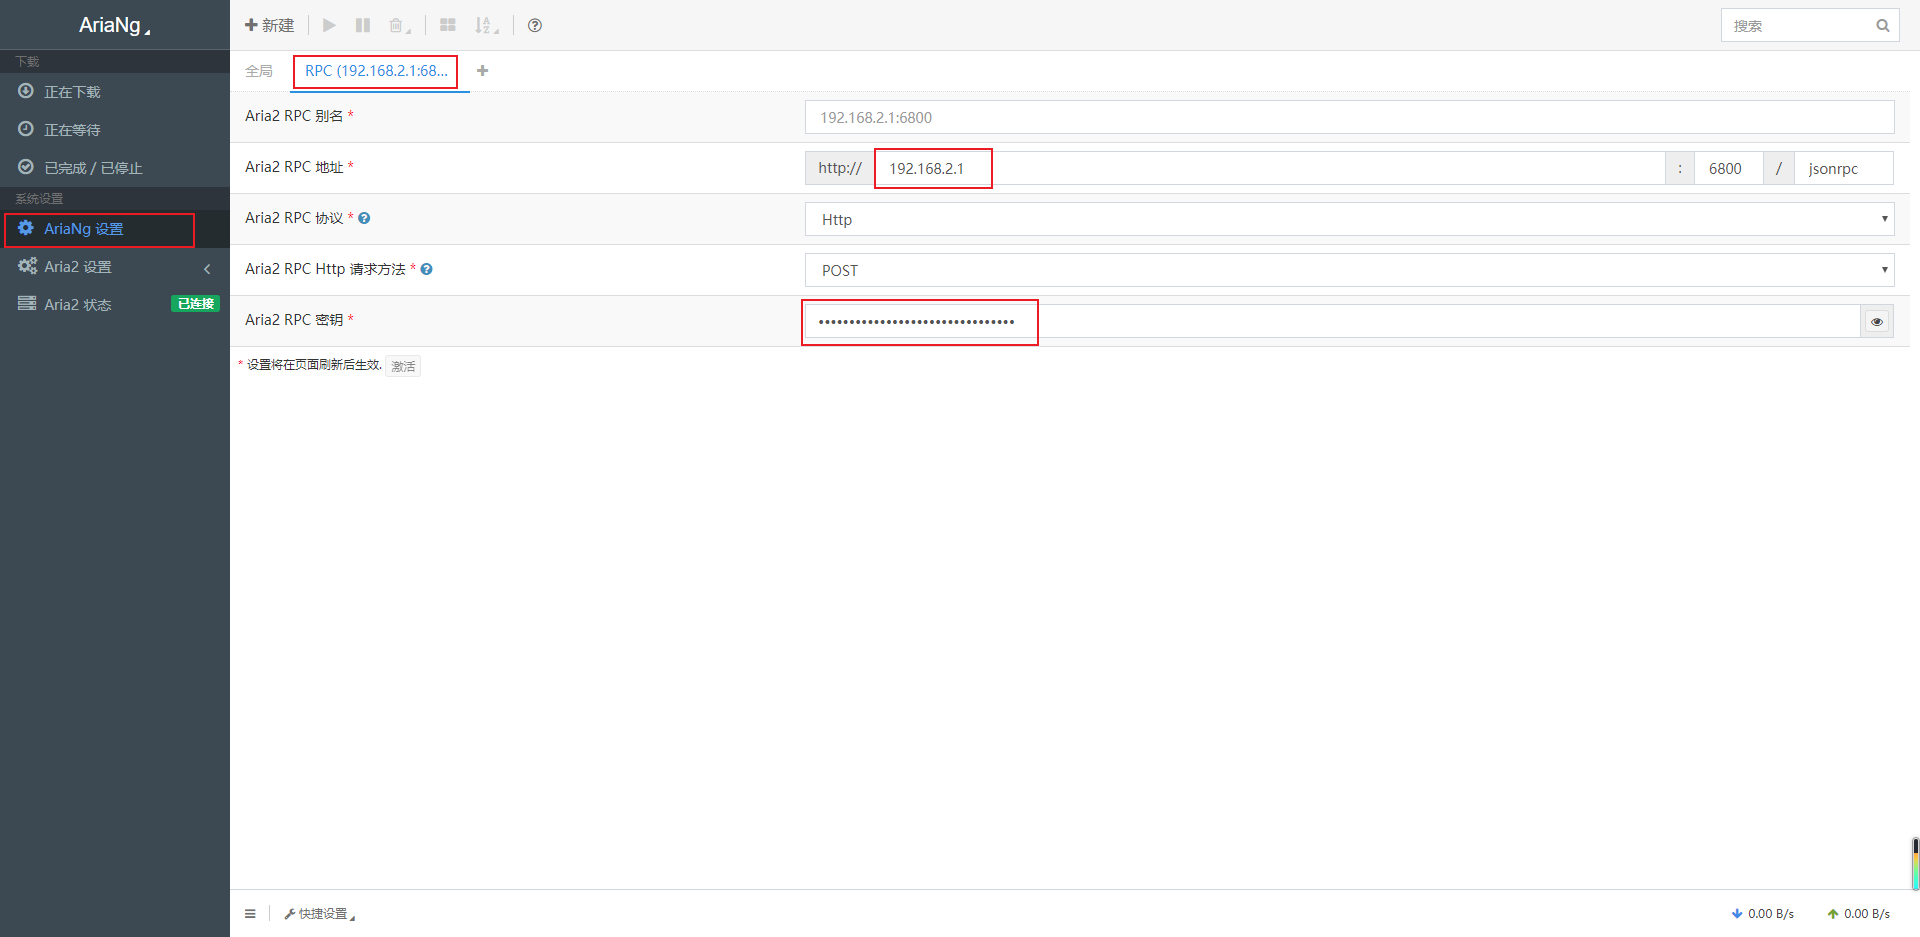 AriaNg
下载
正在下载
正在等待
已完成 / 已停止
系统设置
AriaNg 设置
Aria2 设置
Aria2 状态 已连接
新建
搜索
全局 RPC (192.168.2.1:68...
Aria2 RPC 别名 * 192.168.2.1:6800
Aria2 RPC 地址 * http:// 192.168.2.1 : 6800 / jsonrpc
Aria2 RPC 协议 * Http
Aria2 RPC Http 请求方法 * POST
Aria2 RPC 密钥 * ••••••••••••••••••••••••••••••••
* 设置将在页面刷新后生效. 激活
快捷设置 0.00 B/s 0.00 B/s